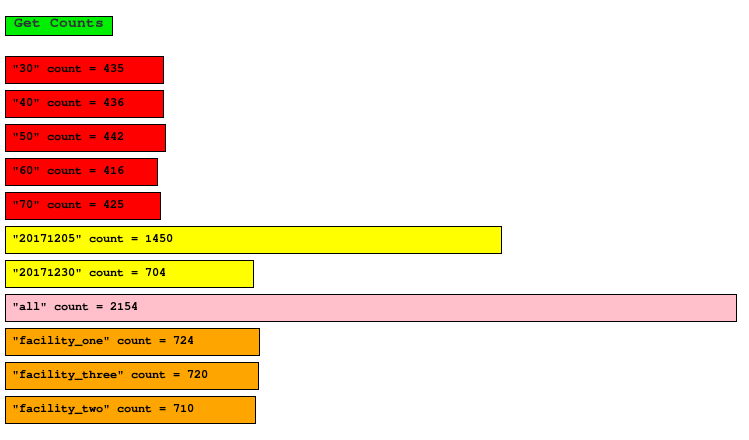 Get Counts
"30" count = 435
"40" count = 436
"50" count = 442
"60" count = 416
"70" count = 425
"20171205" count = 1450
"20171230" count = 704
"all" count = 2154
"facility_one" count = 724
"facility_three" count = 720
"facility_two" count = 710